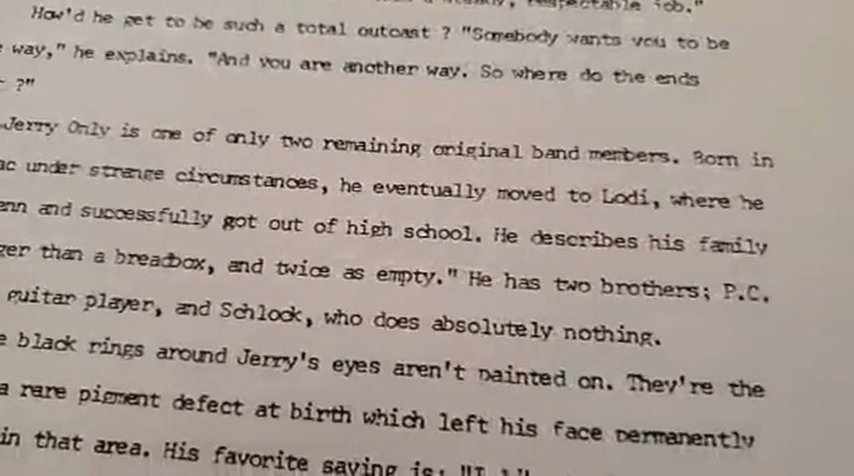 respectable job."
How'd he get to be such a total outcast ? "Somebody wants you to be
way," he explains. "And you are another way. So where do the ends
?"
Jerry Only is one of only two remaining original band members. Born in
under strange circumstances, he eventually moved to Lodi, where he
and successfully got out of high school. He describes his family
than a breadbox, and twice as empty." He has two brothers; P.C.
guitar player, and Schlock, who does absolutely nothing.
black rings around Jerry's eyes aren't painted on. They're the
a rare pigment defect at birth which left his face permanently
in that area. His favorite saying is: